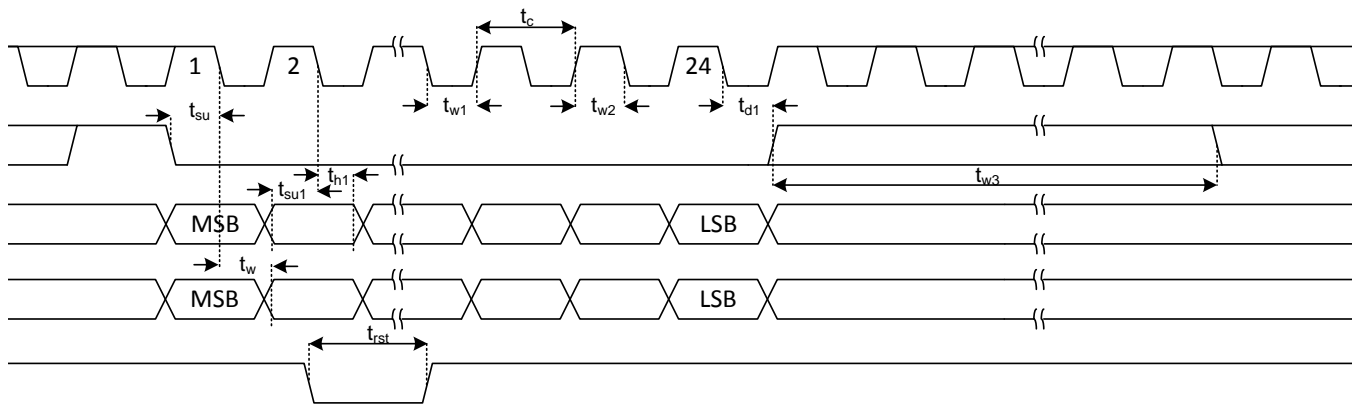 tc
1 2 24
tsu tw1 tw2 td1
tsu1 th1 tw3
MSB LSB
tw
MSB LSB
trst